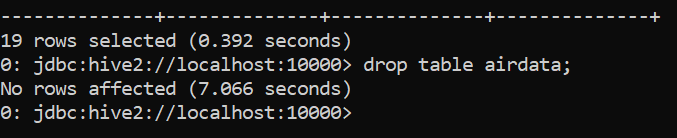 --------------+--------------+--------------+--------------+
19 rows selected (0.392 seconds)
0: jdbc:hive2://localhost:10000> drop table airdata;
No rows affected (7.066 seconds)
0: jdbc:hive2://localhost:10000>